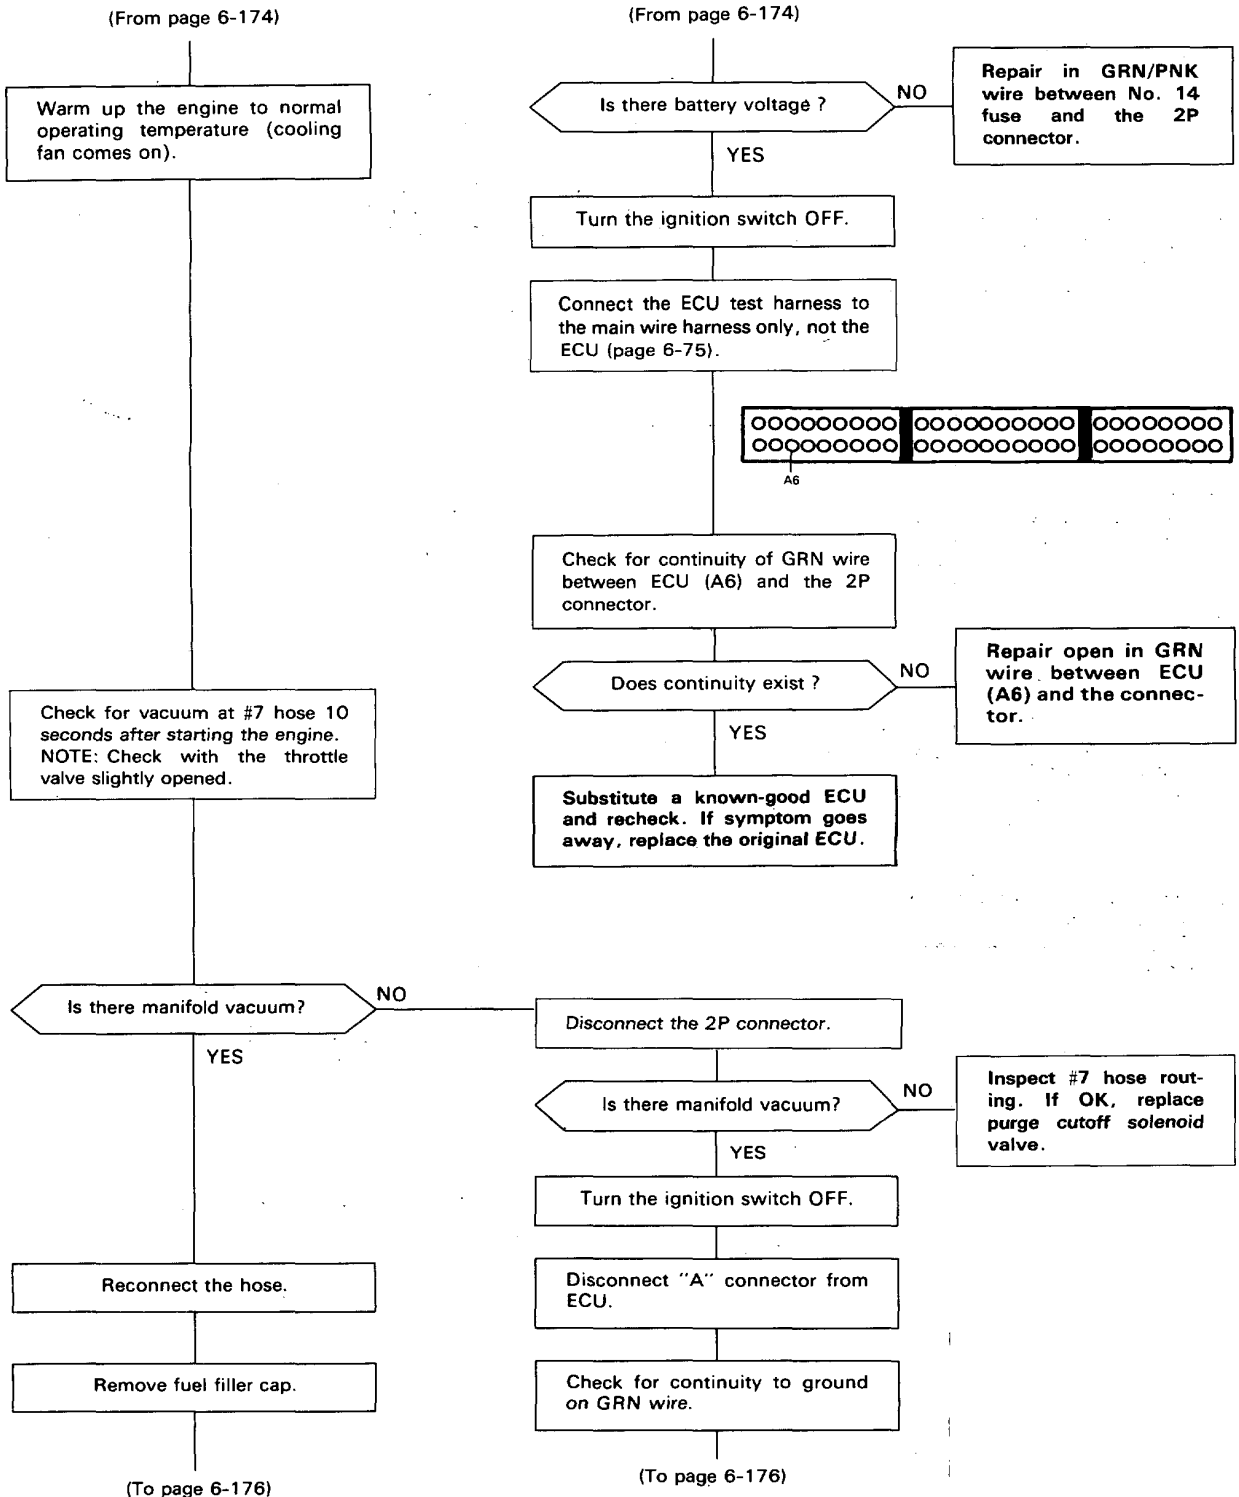 (From page 6-174)
Warm up the engine to normal
operating temperature (cooling
fan comes on).
Check for vacuum at #7 hose 10
seconds after starting the engine.
NOTE: Check with the throttle
valve slightly opened.
Is there manifold vacuum?
NO
YES
Reconnect the hose.
Remove fuel filler cap.
(To page 6-176)
(From page 6-174)
Is there battery voltage ?
NO
Repair in GRN/PNK
wire between No. 14
fuse and the 2P
connector.
YES
Turn the ignition switch OFF.
Connect the ECU test harness to
the main wire harness only, not the
ECU (page 6-75).
A6
Check for continuity of GRN wire
between ECU (A6) and the 2P
connector.
Does continuity exist ?
NO
Repair open in GRN
wire between ECU
(A6) and the connec-
tor.
YES
Substitute a known-good ECU
and recheck. If symptom goes
away, replace the original ECU.
Disconnect the 2P connector.
Is there manifold vacuum?
NO
Inspect #7 hose rout-
ing. If OK, replace
purge cutoff solenoid
valve.
YES
Turn the ignition switch OFF.
Disconnect "A" connector from
ECU.
Check for continuity to ground
on GRN wire.
(To page 6-176)